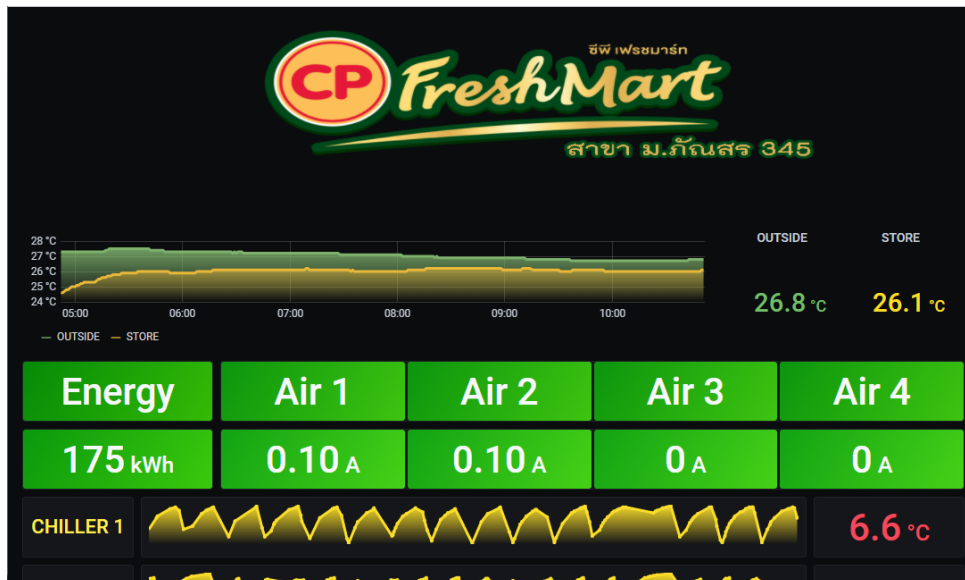 CP
ซีพี เฟรชมาร์ท
FreshMart
สาขา ม.ภัณสร 345
28 °C
27 °C
26 °C
25 °C
24 °C
05:00 06:00 07:00 08:00 09:00 10:00
OUTSIDE STORE
OUTSIDE STORE
26.8 °C 26.1 °C
Energy Air 1 Air 2 Air 3 Air 4
175 kWh 0.10 A 0.10 A 0 A 0 A
CHILLER 1 6.6 °C